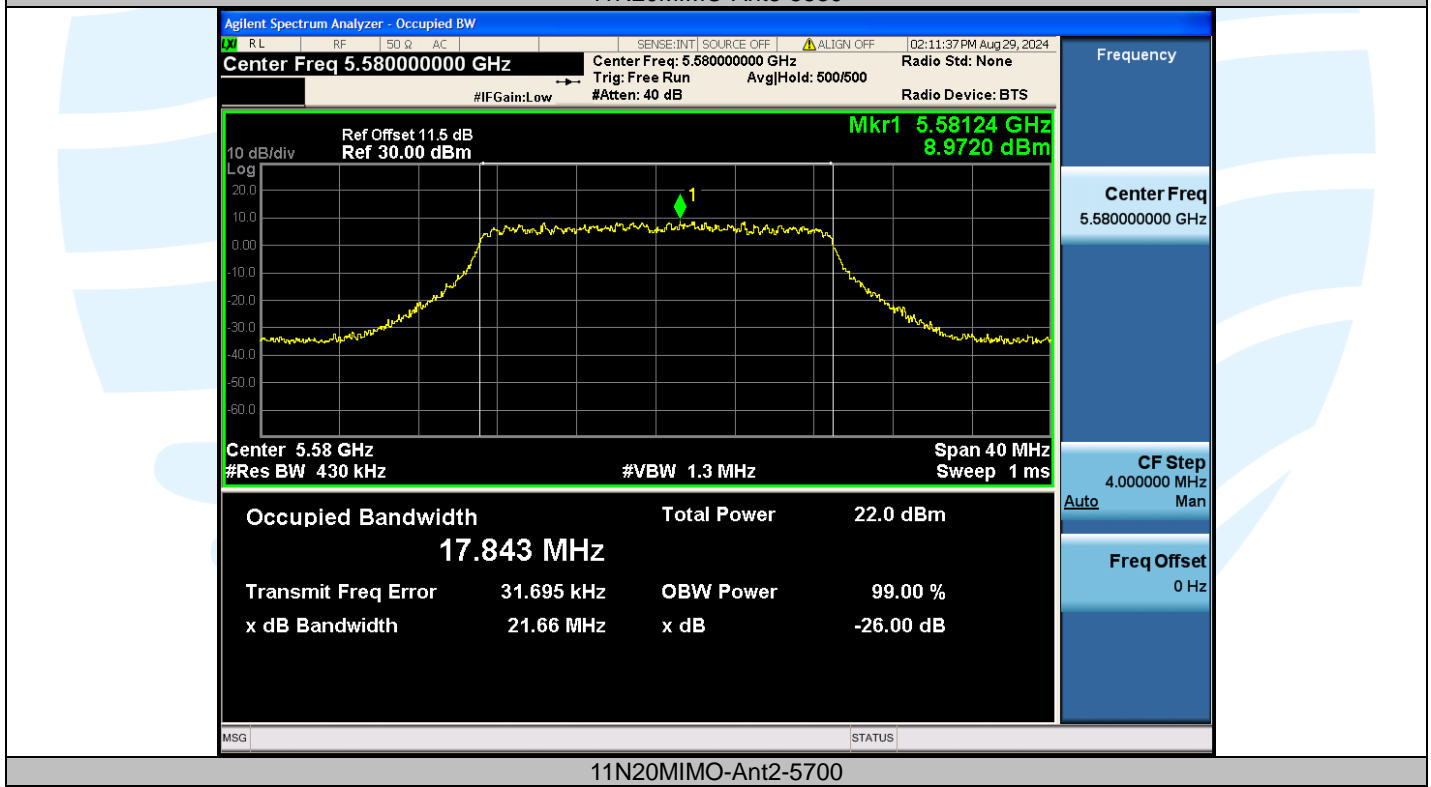 Agilent Spectrum Analyzer - Occupied BW
LXI RL RF 50 Ω AC SENSE:INT SOURCE OFF ALIGN OFF 02:11:37 PM Aug 29, 2024
Center Freq 5.580000000 GHz
Center Freq: 5.580000000 GHz Radio Std: None
Trig: Free Run Avg|Hold: 500/500
#IFGain:Low #Atten: 40 dB Radio Device: BTS
Frequency
Mkr1 5.58124 GHz
8.9720 dBm
Ref Offset 11.5 dB
10 dB/div Ref 30.00 dBm
Log
20.0
10.0
0.00
-10.0
-20.0
-30.0
-40.0
-50.0
-60.0
1
Center 5.58 GHz Span 40 MHz
#Res BW 430 kHz #VBW 1.3 MHz Sweep 1 ms
Occupied Bandwidth Total Power 22.0 dBm
17.843 MHz
Transmit Freq Error 31.695 kHz OBW Power 99.00 %
x dB Bandwidth 21.66 MHz x dB -26.00 dB
Center Freq
5.580000000 GHz
CF Step
4.000000 MHz
Auto Man
Freq Offset
0 Hz
MSG STATUS
11N20MIMO-Ant2-5700